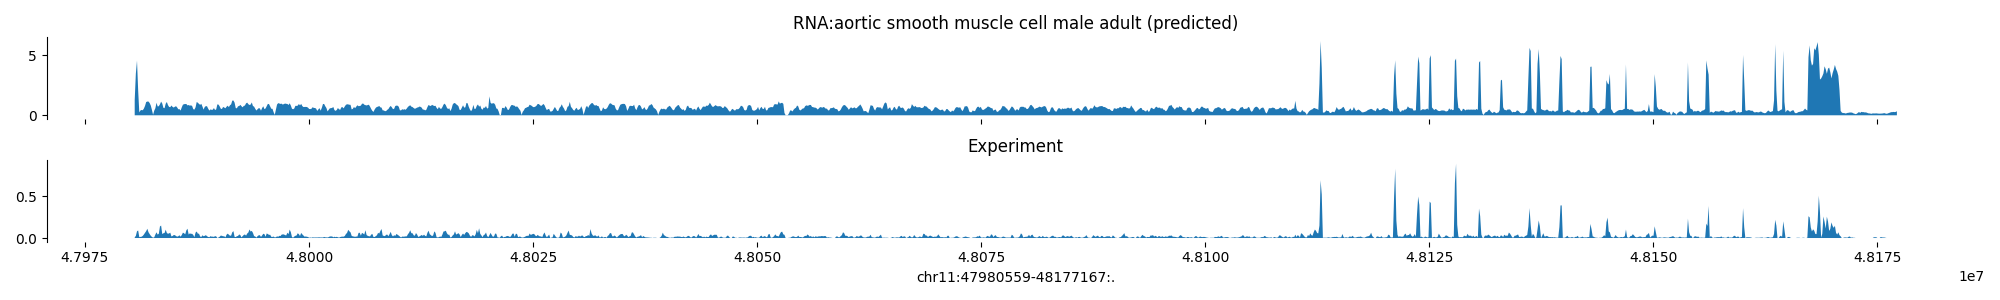 RNA:aortic smooth muscle cell male adult (predicted)
5
0
Experiment
0.5
0.0
4.7975 4.8000 4.8025 4.8050 4.8075 4.8100 4.8125 4.8150 4.8175
chr11:47980559-48177167:.
1e7